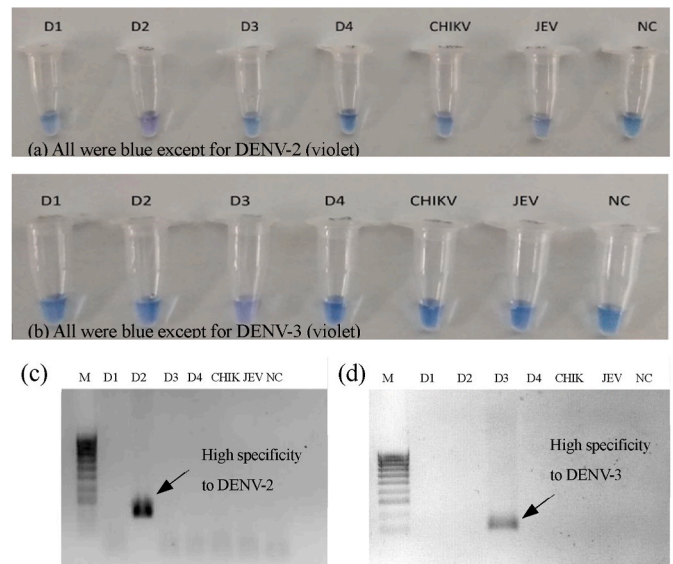 D1 D2 D3 D4 CHIKV JEV NC
(a) All were blue except for DENV-2 (violet)
D1 D2 D3 D4 CHIKV JEV NC
(b) All were blue except for DENV-3 (violet)
(c)
M D1 D2 D3 D4 CHIK JEV NC
High specificity
to DENV-2
(d)
M D1 D2 D3 D4 CHIK JEV NC
High specificity
to DENV-3